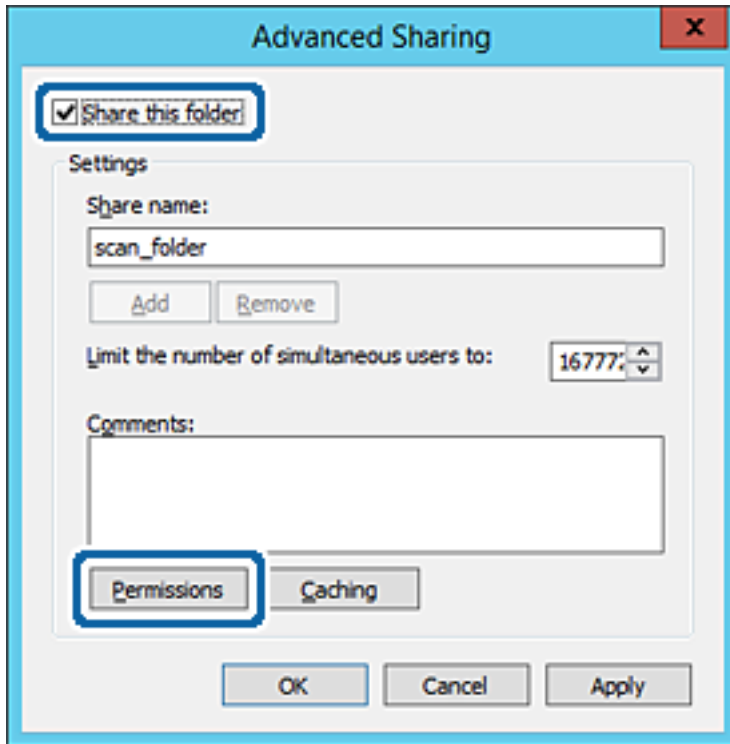 Advanced Sharing
x
Share this folder
Settings
Share name:
scan_folder
Add Remove
Limit the number of simultaneous users to: 16777
Comments:
Permissions Caching
OK Cancel Apply